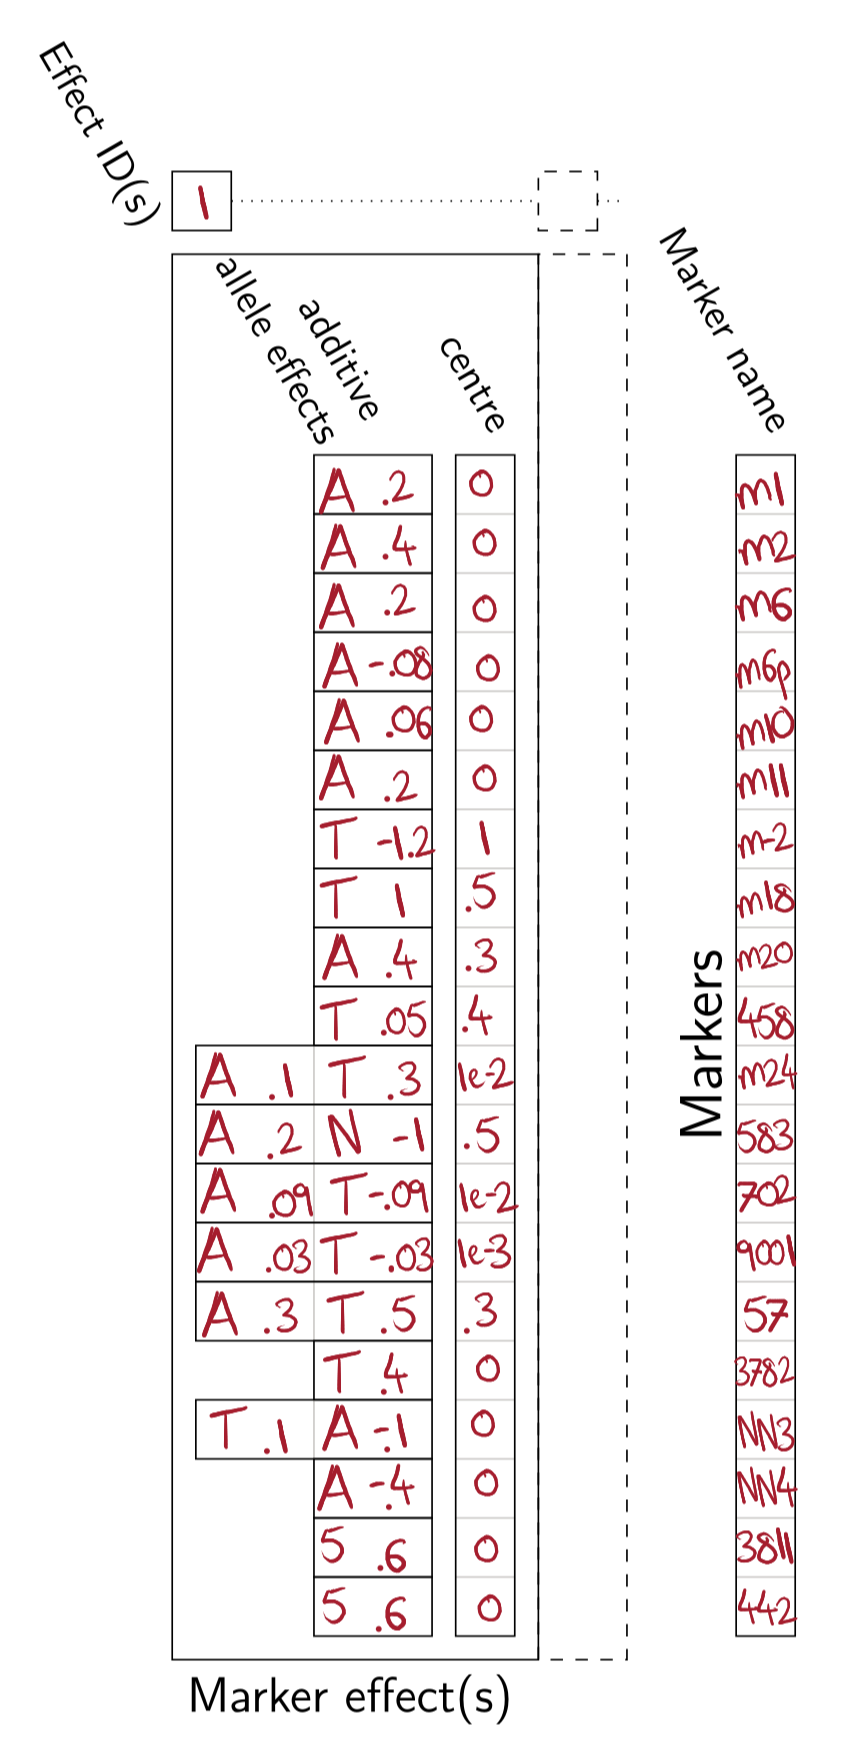 Effect ID(s)
1
Marker name
allele effects
additive
centre
A .2 0 m1
A .4 0 m2
A .2 0 m6
A -.08 0 m6p
A .06 0 m10
A .2 0 m11
T -1.2 1 m-2
T 1 .5 m18
A .4 .3 m20
T .05 .4 458
A .1 T .3 1e-2 m24
A .2 N -1 .5 583
A .09 T -.09 1e-2 702
A .03 T -.03 1e-3 9001
A .3 T .5 .3 57
T .4 0 3782
T .1 A -.1 0 NN3
A -.4 0 NN4
5 .6 0 3811
5 .6 0 442
Markers
Marker effect(s)